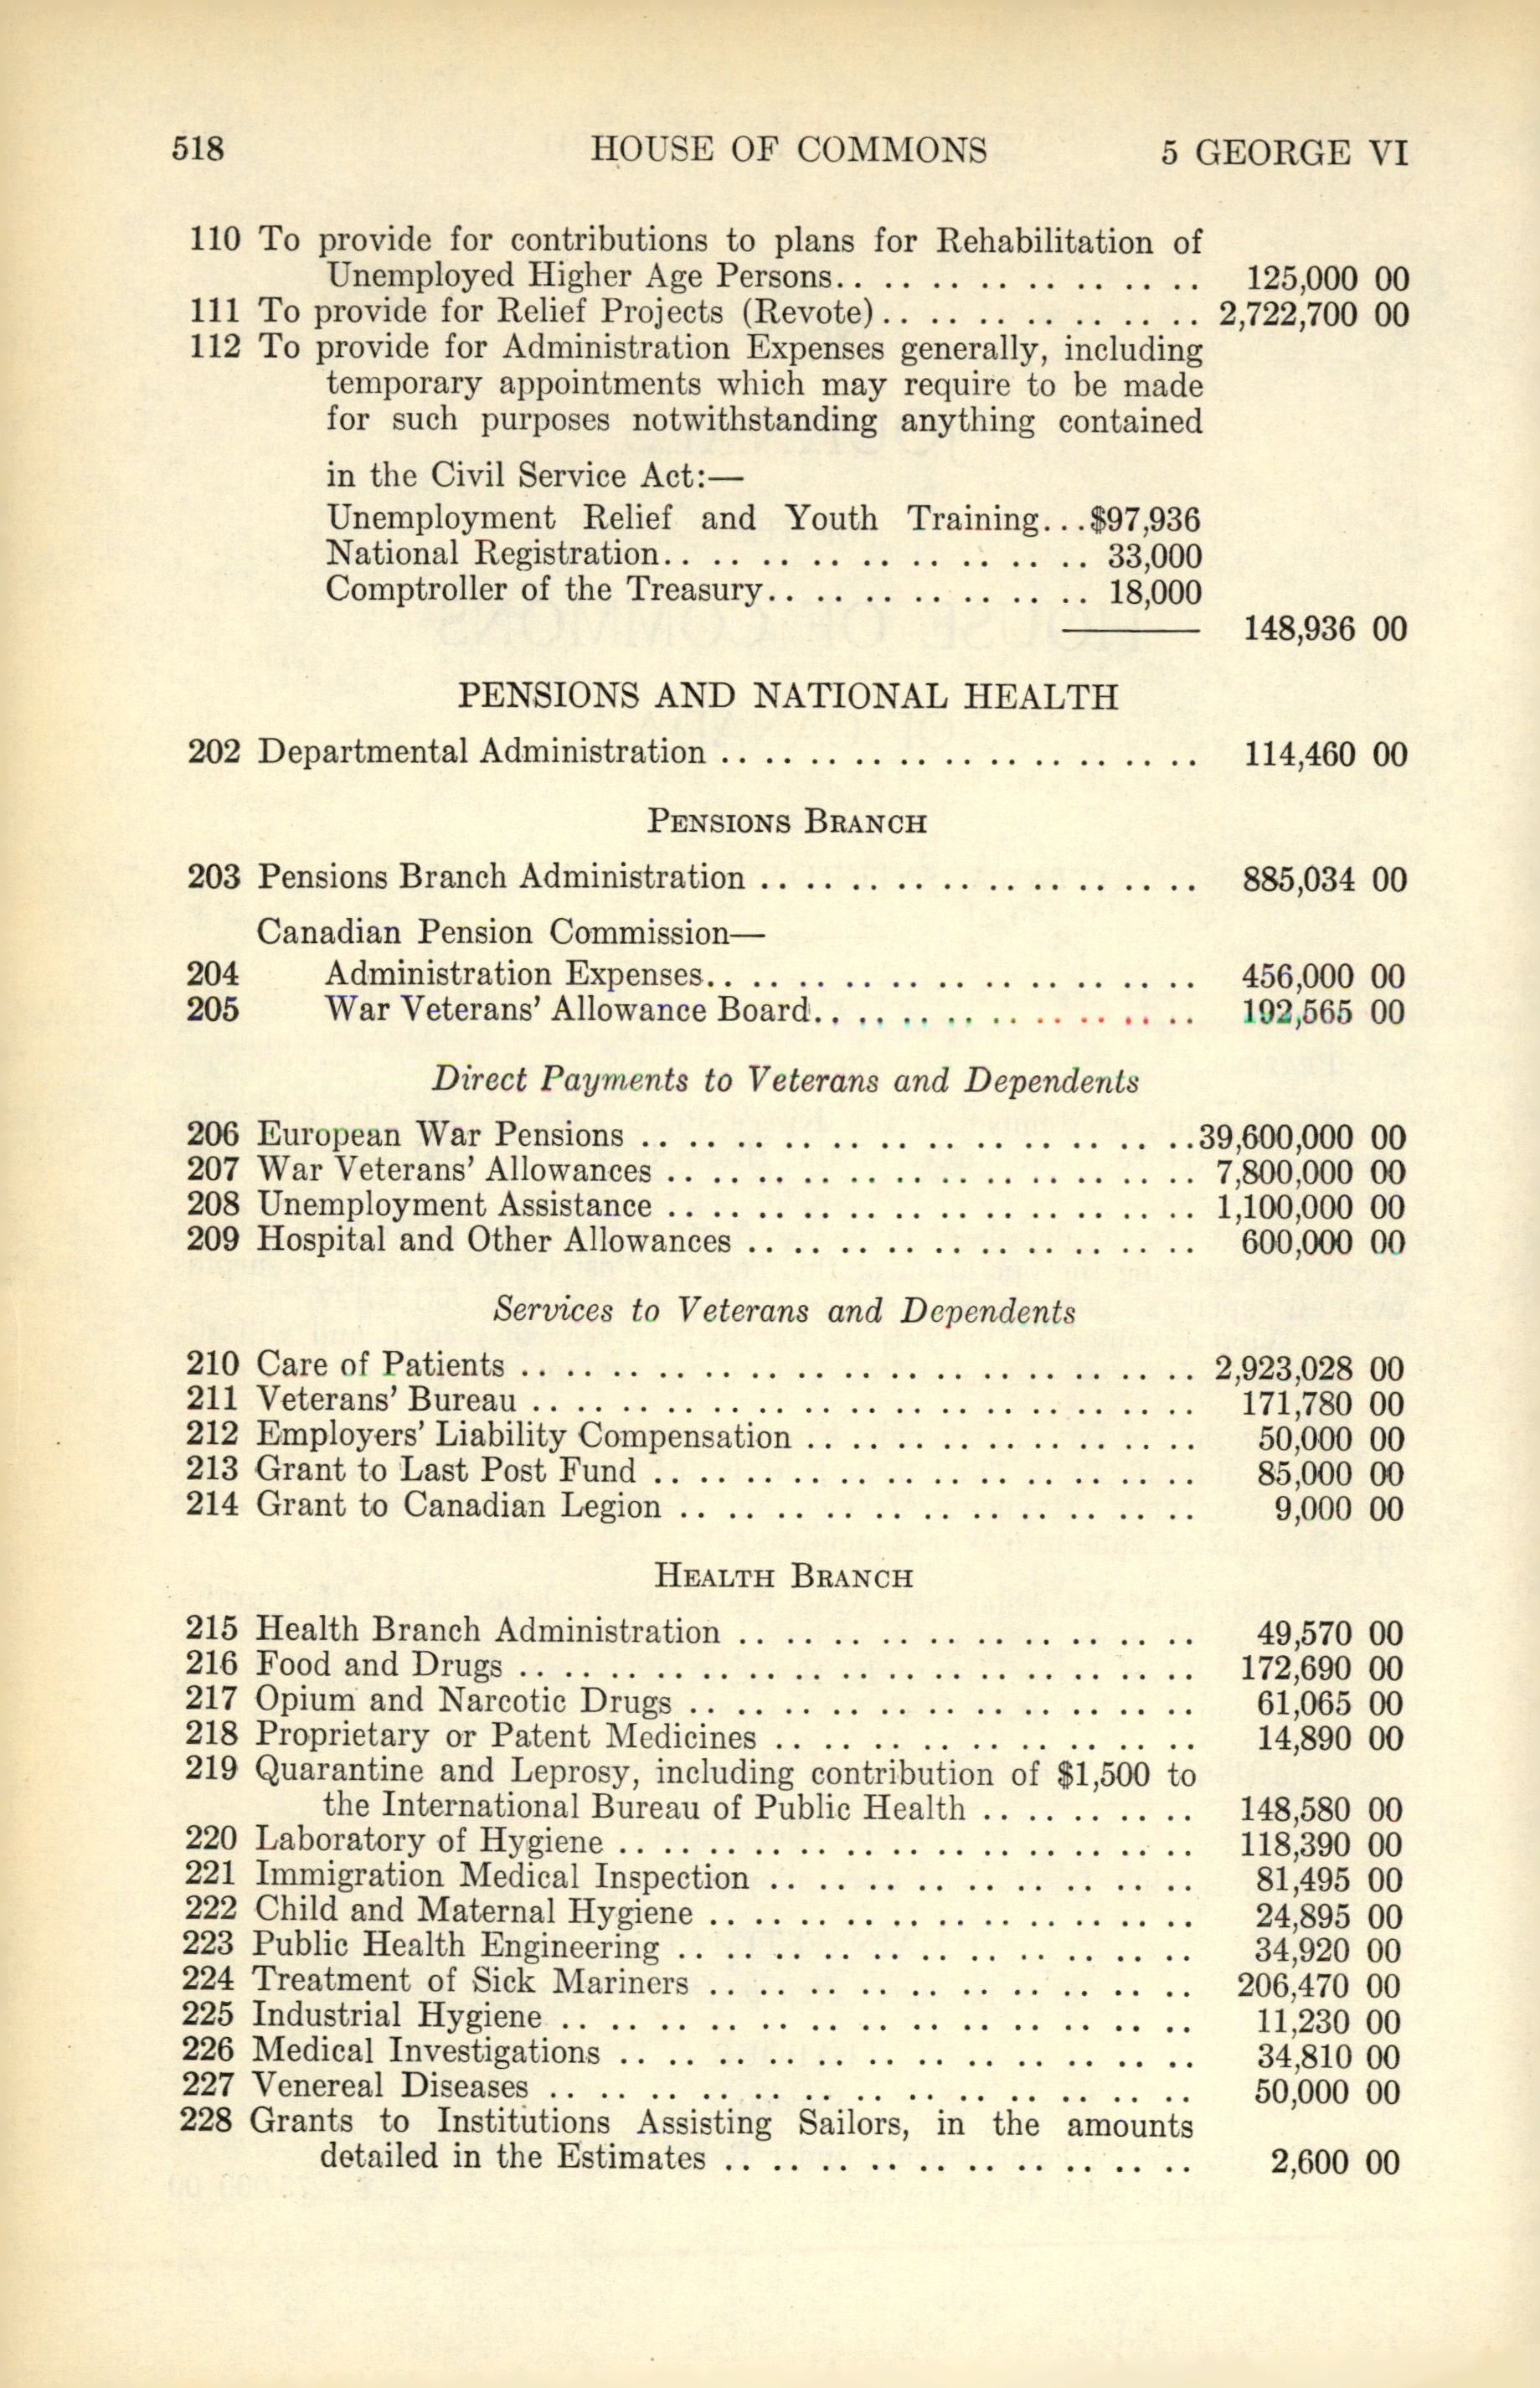 518 HOUSE OF COMMONS 5 GEORGE VI
110 To provide for contributions to plans for Rehabilitation of
Unemployed Higher Age Persons. . . . . . . . . . . . . . . . 125,000 00
111 To provide for Relief Projects (Revote) . . . . . . . . . . . . . . 2,722,700 00
112 To provide for Administration Expenses generally, including
temporary appointments which may require to be made
for such purposes notwithstanding anything contained
in the Civil Service Act:—
Unemployment Relief and Youth Training. . .$97,936
National Registration. . . . . . . . . . . . . . . . . . 33,000
Comptroller of the Treasury. . . . . . . . . . . . . . 18,000
148,936 00
PENSIONS AND NATIONAL HEALTH
202 Departmental Administration . . . . . . . . . . . . . . . . . . . . . 114,460 00
PENSIONS BRANCH
203 Pensions Branch Administration . . . . . . . . . . . . . . . . . . . 885,034 00
Canadian Pension Commission—
204 Administration Expenses. . . . . . . . . . . . . . . . . . . . . . 456,000 00
205 War Veterans' Allowance Board. . . . . . . . . . . . . . . . . 192,565 00
Direct Payments to Veterans and Dependents
206 European War Pensions . . . . . . . . . . . . . . . . . . . . . . . .39,600,000 00
207 War Veterans' Allowances . . . . . . . . . . . . . . . . . . . . . . . 7,800,000 00
208 Unemployment Assistance . . . . . . . . . . . . . . . . . . . . . . . 1,100,000 00
209 Hospital and Other Allowances . . . . . . . . . . . . . . . . . . . 600,000 00
Services to Veterans and Dependents
210 Care of Patients . . . . . . . . . . . . . . . . . . . . . . . . . . . . . 2,923,028 00
211 Veterans' Bureau . . . . . . . . . . . . . . . . . . . . . . . . . . . . 171,780 00
212 Employers' Liability Compensation . . . . . . . . . . . . . . . . . 50,000 00
213 Grant to Last Post Fund . . . . . . . . . . . . . . . . . . . . . . . 85,000 00
214 Grant to Canadian Legion . . . . . . . . . . . . . . . . . . . . . . 9,000 00
HEALTH BRANCH
215 Health Branch Administration . . . . . . . . . . . . . . . . . . . . 49,570 00
216 Food and Drugs . . . . . . . . . . . . . . . . . . . . . . . . . . . . . 172,690 00
217 Opium and Narcotic Drugs . . . . . . . . . . . . . . . . . . . . . . 61,065 00
218 Proprietary or Patent Medicines . . . . . . . . . . . . . . . . . . 14,890 00
219 Quarantine and Leprosy, including contribution of $1,500 to
the International Bureau of Public Health . . . . . . . . . . 148,580 00
220 Laboratory of Hygiene . . . . . . . . . . . . . . . . . . . . . . . . . 118,390 00
221 Immigration Medical Inspection . . . . . . . . . . . . . . . . . . 81,495 00
222 Child and Maternal Hygiene . . . . . . . . . . . . . . . . . . . . . 24,895 00
223 Public Health Engineering . . . . . . . . . . . . . . . . . . . . . . 34,920 00
224 Treatment of Sick Mariners . . . . . . . . . . . . . . . . . . . . . 206,470 00
225 Industrial Hygiene . . . . . . . . . . . . . . . . . . . . . . . . . . . 11,230 00
226 Medical Investigations . . . . . . . . . . . . . . . . . . . . . . . . 34,810 00
227 Venereal Diseases . . . . . . . . . . . . . . . . . . . . . . . . . . . 50,000 00
228 Grants to Institutions Assisting Sailors, in the amounts
detailed in the Estimates . . . . . . . . . . . . . . . . . . . . 2,600 00